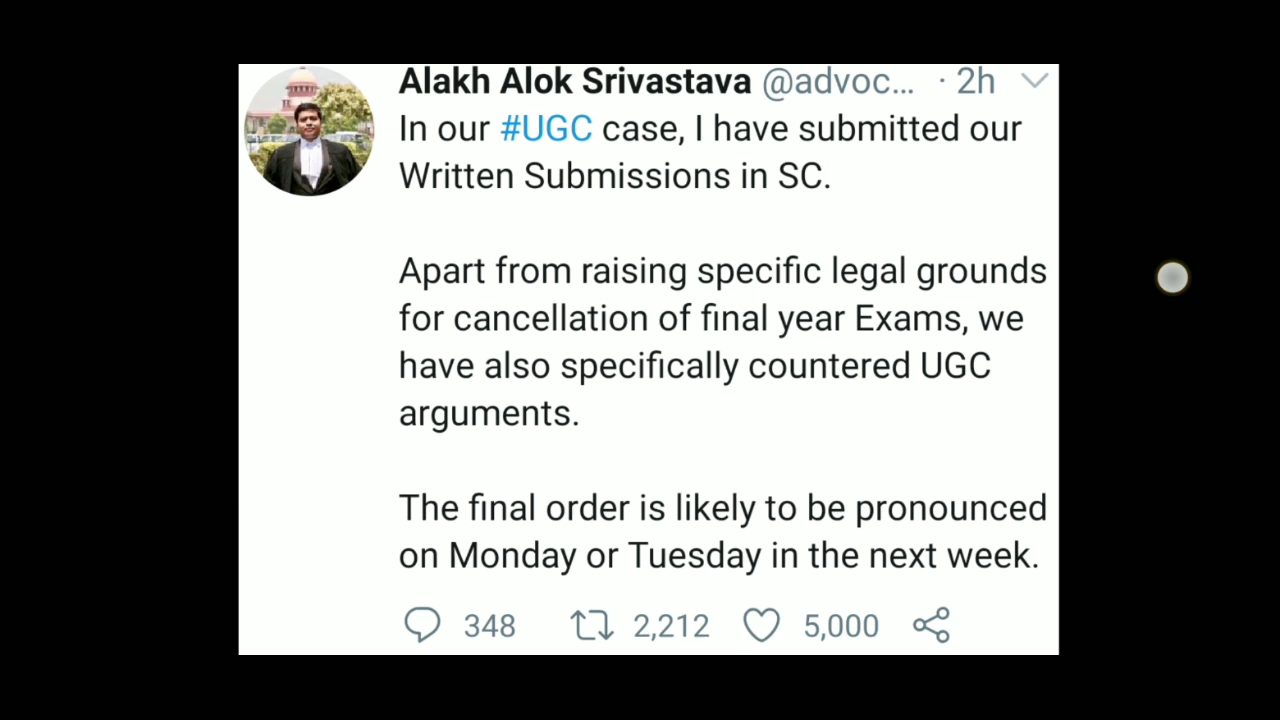 Alakh Alok Srivastava @advoc... · 2h
In our #UGC case, I have submitted our
Written Submissions in SC.
Apart from raising specific legal grounds
for cancellation of final year Exams, we
have also specifically countered UGC
arguments.
The final order is likely to be pronounced
on Monday or Tuesday in the next week.
348 2,212 5,000